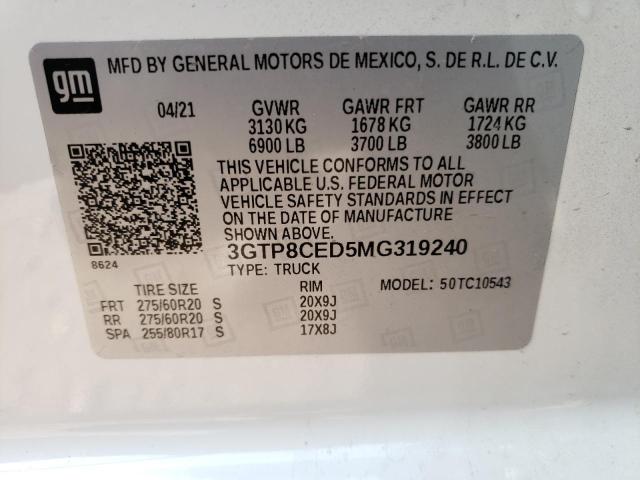 gm
MFD BY GENERAL MOTORS DE MEXICO, S. DE R.L. DE C.V.
04/21 GVWR GAWR FRT GAWR RR
3130 KG 1678 KG 1724 KG
6900 LB 3700 LB 3800 LB
THIS VEHICLE CONFORMS TO ALL
APPLICABLE U.S. FEDERAL MOTOR
VEHICLE SAFETY STANDARDS IN EFFECT
ON THE DATE OF MANUFACTURE
SHOWN ABOVE.
3GTP8CED5MG319240
8624
TYPE: TRUCK MODEL: 50TC10543
TIRE SIZE RIM
FRT 275/60R20 S 20X9J
RR 275/60R20 S 20X9J
SPA 255/80R17 S 17X8J